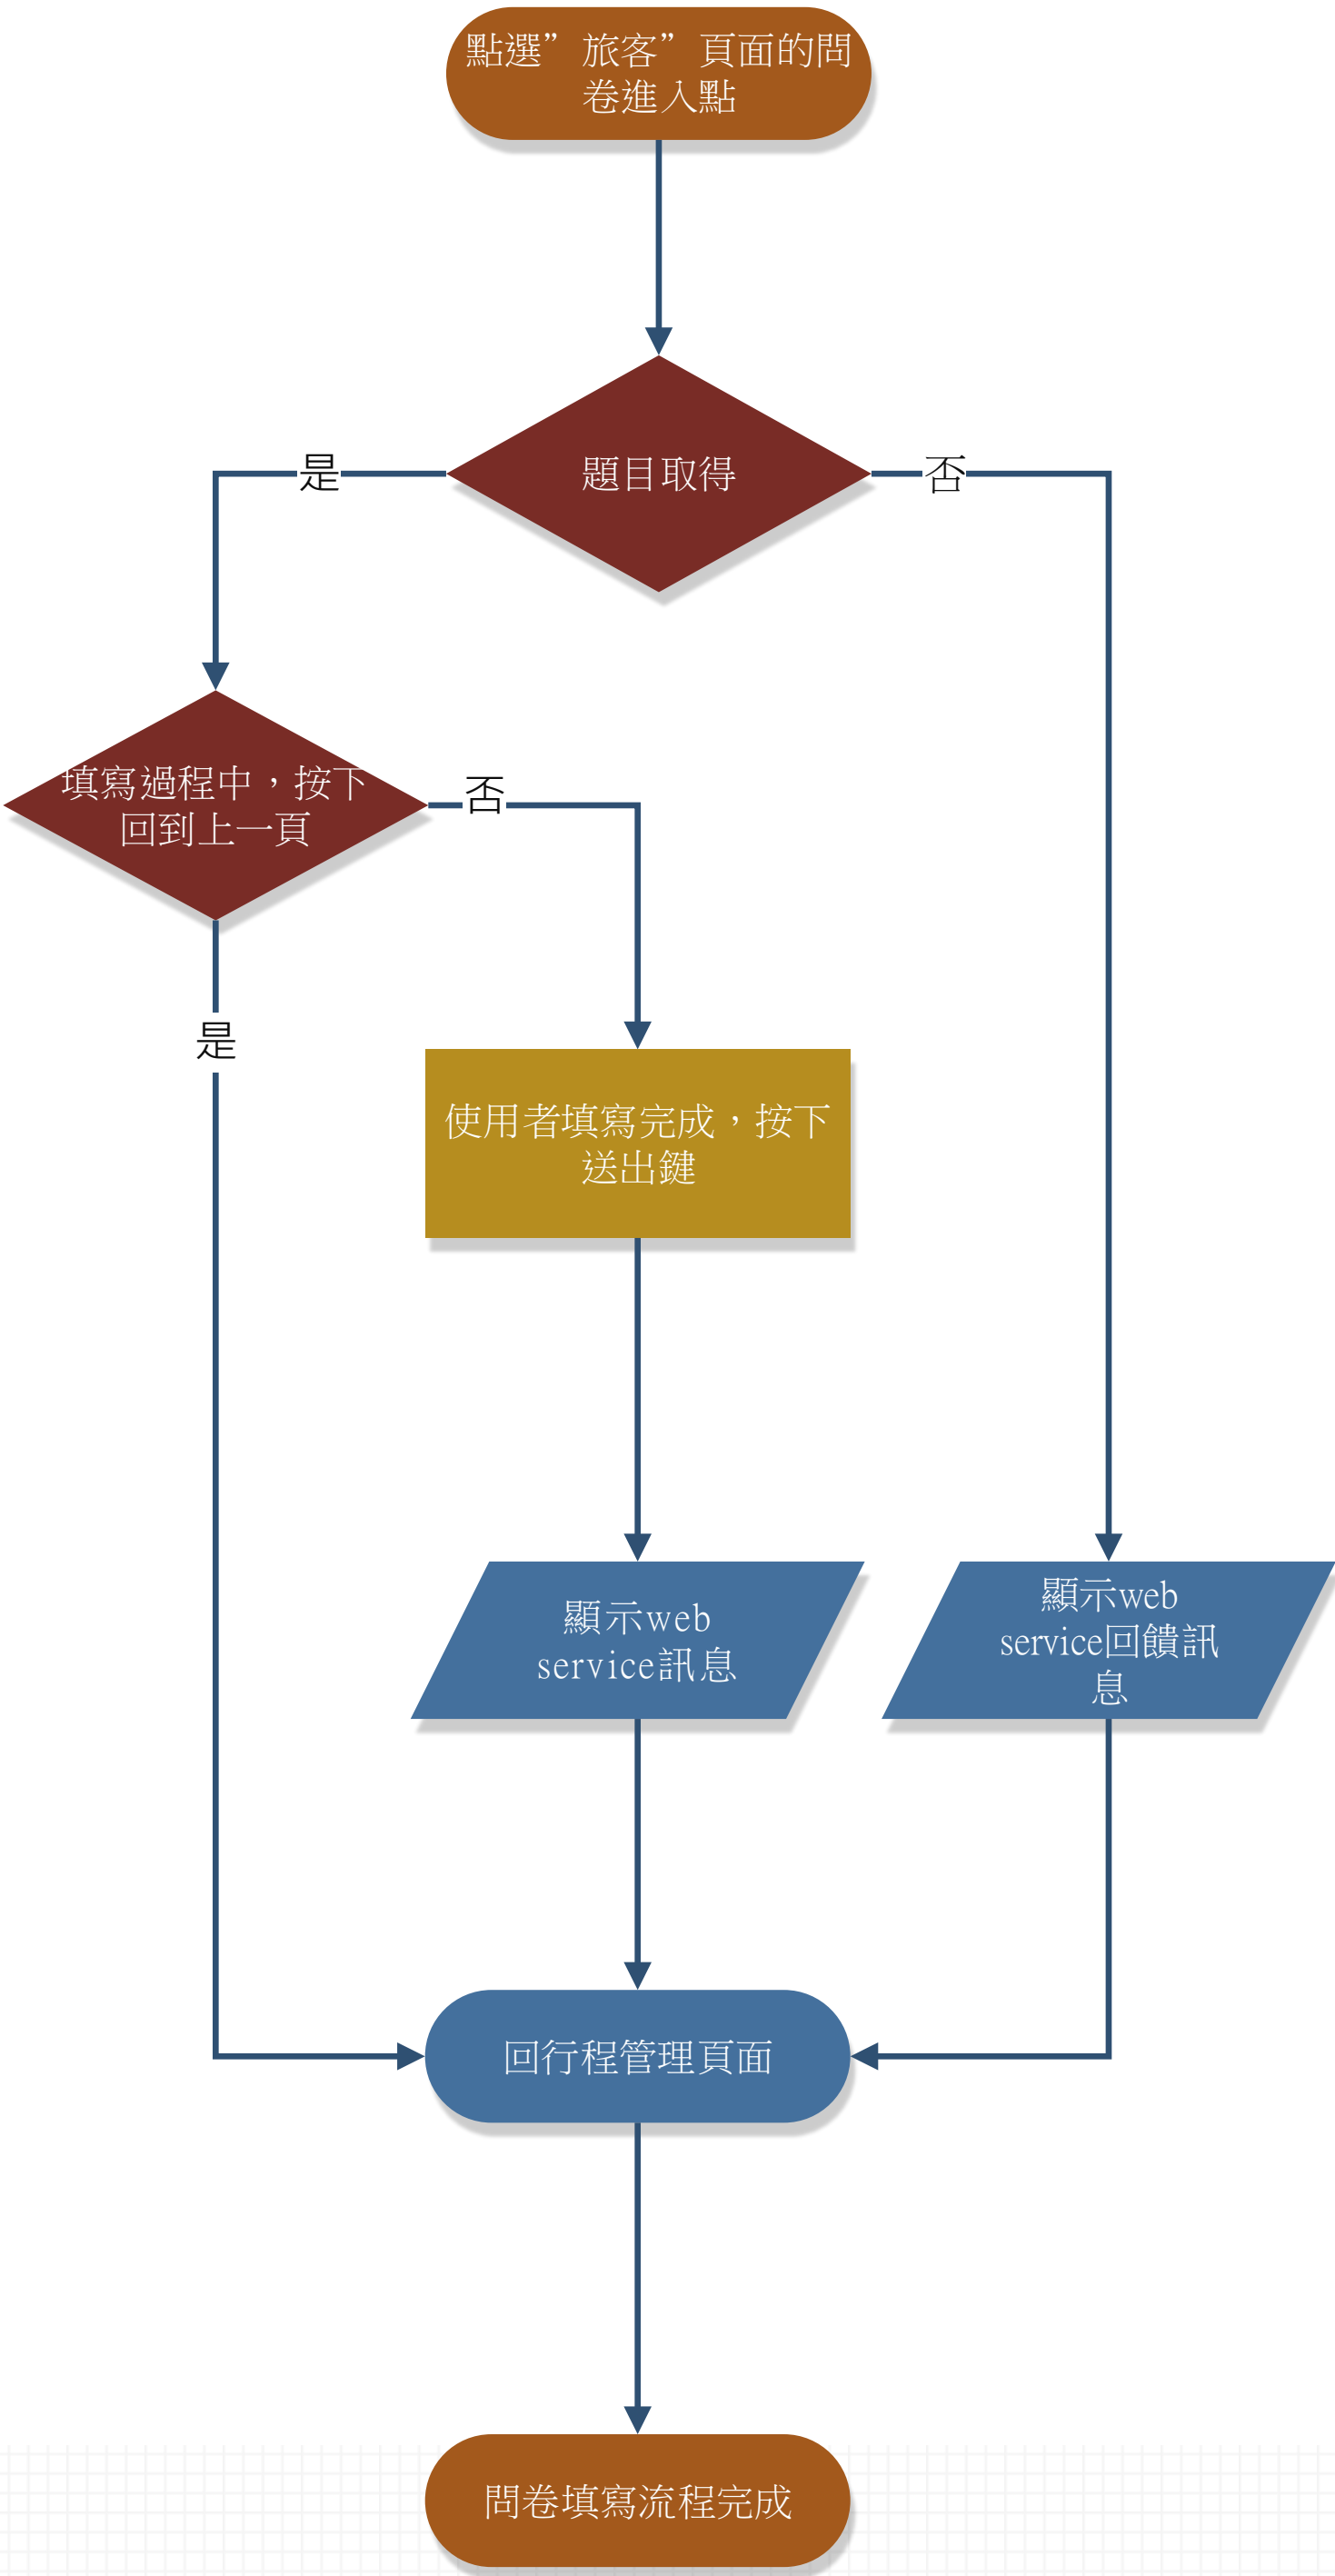 點選”旅客”頁面的問
卷進入點
題目取得
是
否
填寫過程中，按下
回到上一頁
否
是
使用者填寫完成，按下
送出鍵
顯示web
service訊息
顯示web
service回饋訊
息
回行程管理頁面
問卷填寫流程完成